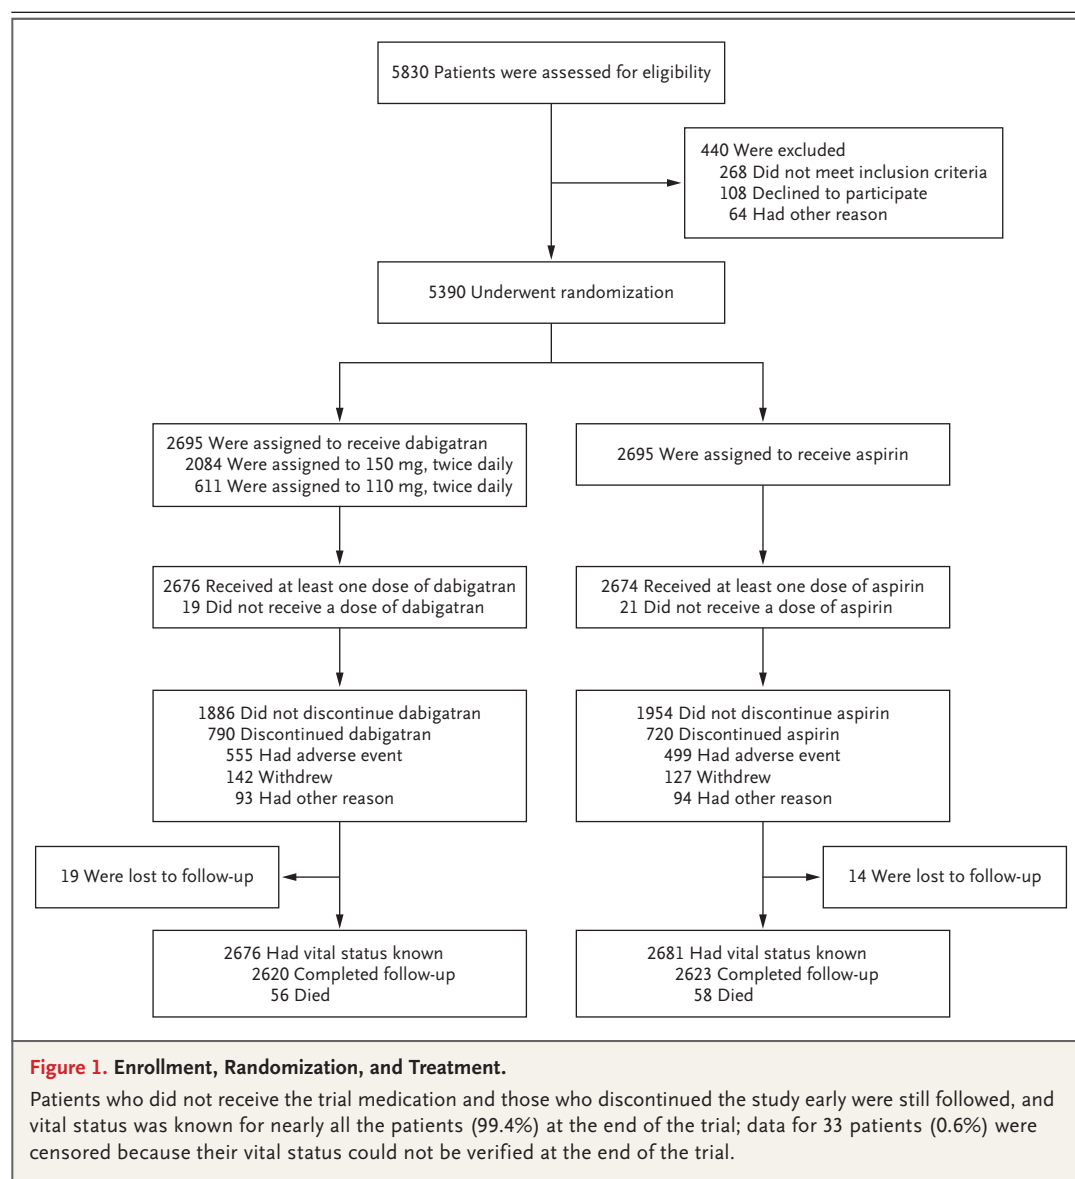 5830 Patients were assessed for eligibility
440 Were excluded
268 Did not meet inclusion criteria
108 Declined to participate
64 Had other reason
5390 Underwent randomization
2695 Were assigned to receive dabigatran
2084 Were assigned to 150 mg, twice daily
611 Were assigned to 110 mg, twice daily
2695 Were assigned to receive aspirin
2676 Received at least one dose of dabigatran
19 Did not receive a dose of dabigatran
2674 Received at least one dose of aspirin
21 Did not receive a dose of aspirin
1886 Did not discontinue dabigatran
790 Discontinued dabigatran
555 Had adverse event
142 Withdrew
93 Had other reason
1954 Did not discontinue aspirin
720 Discontinued aspirin
499 Had adverse event
127 Withdrew
94 Had other reason
19 Were lost to follow-up
14 Were lost to follow-up
2676 Had vital status known
2620 Completed follow-up
56 Died
2681 Had vital status known
2623 Completed follow-up
58 Died
Figure 1. Enrollment, Randomization, and Treatment.
Patients who did not receive the trial medication and those who discontinued the study early were still followed, and
vital status was known for nearly all the patients (99.4%) at the end of the trial; data for 33 patients (0.6%) were
censored because their vital status could not be verified at the end of the trial.